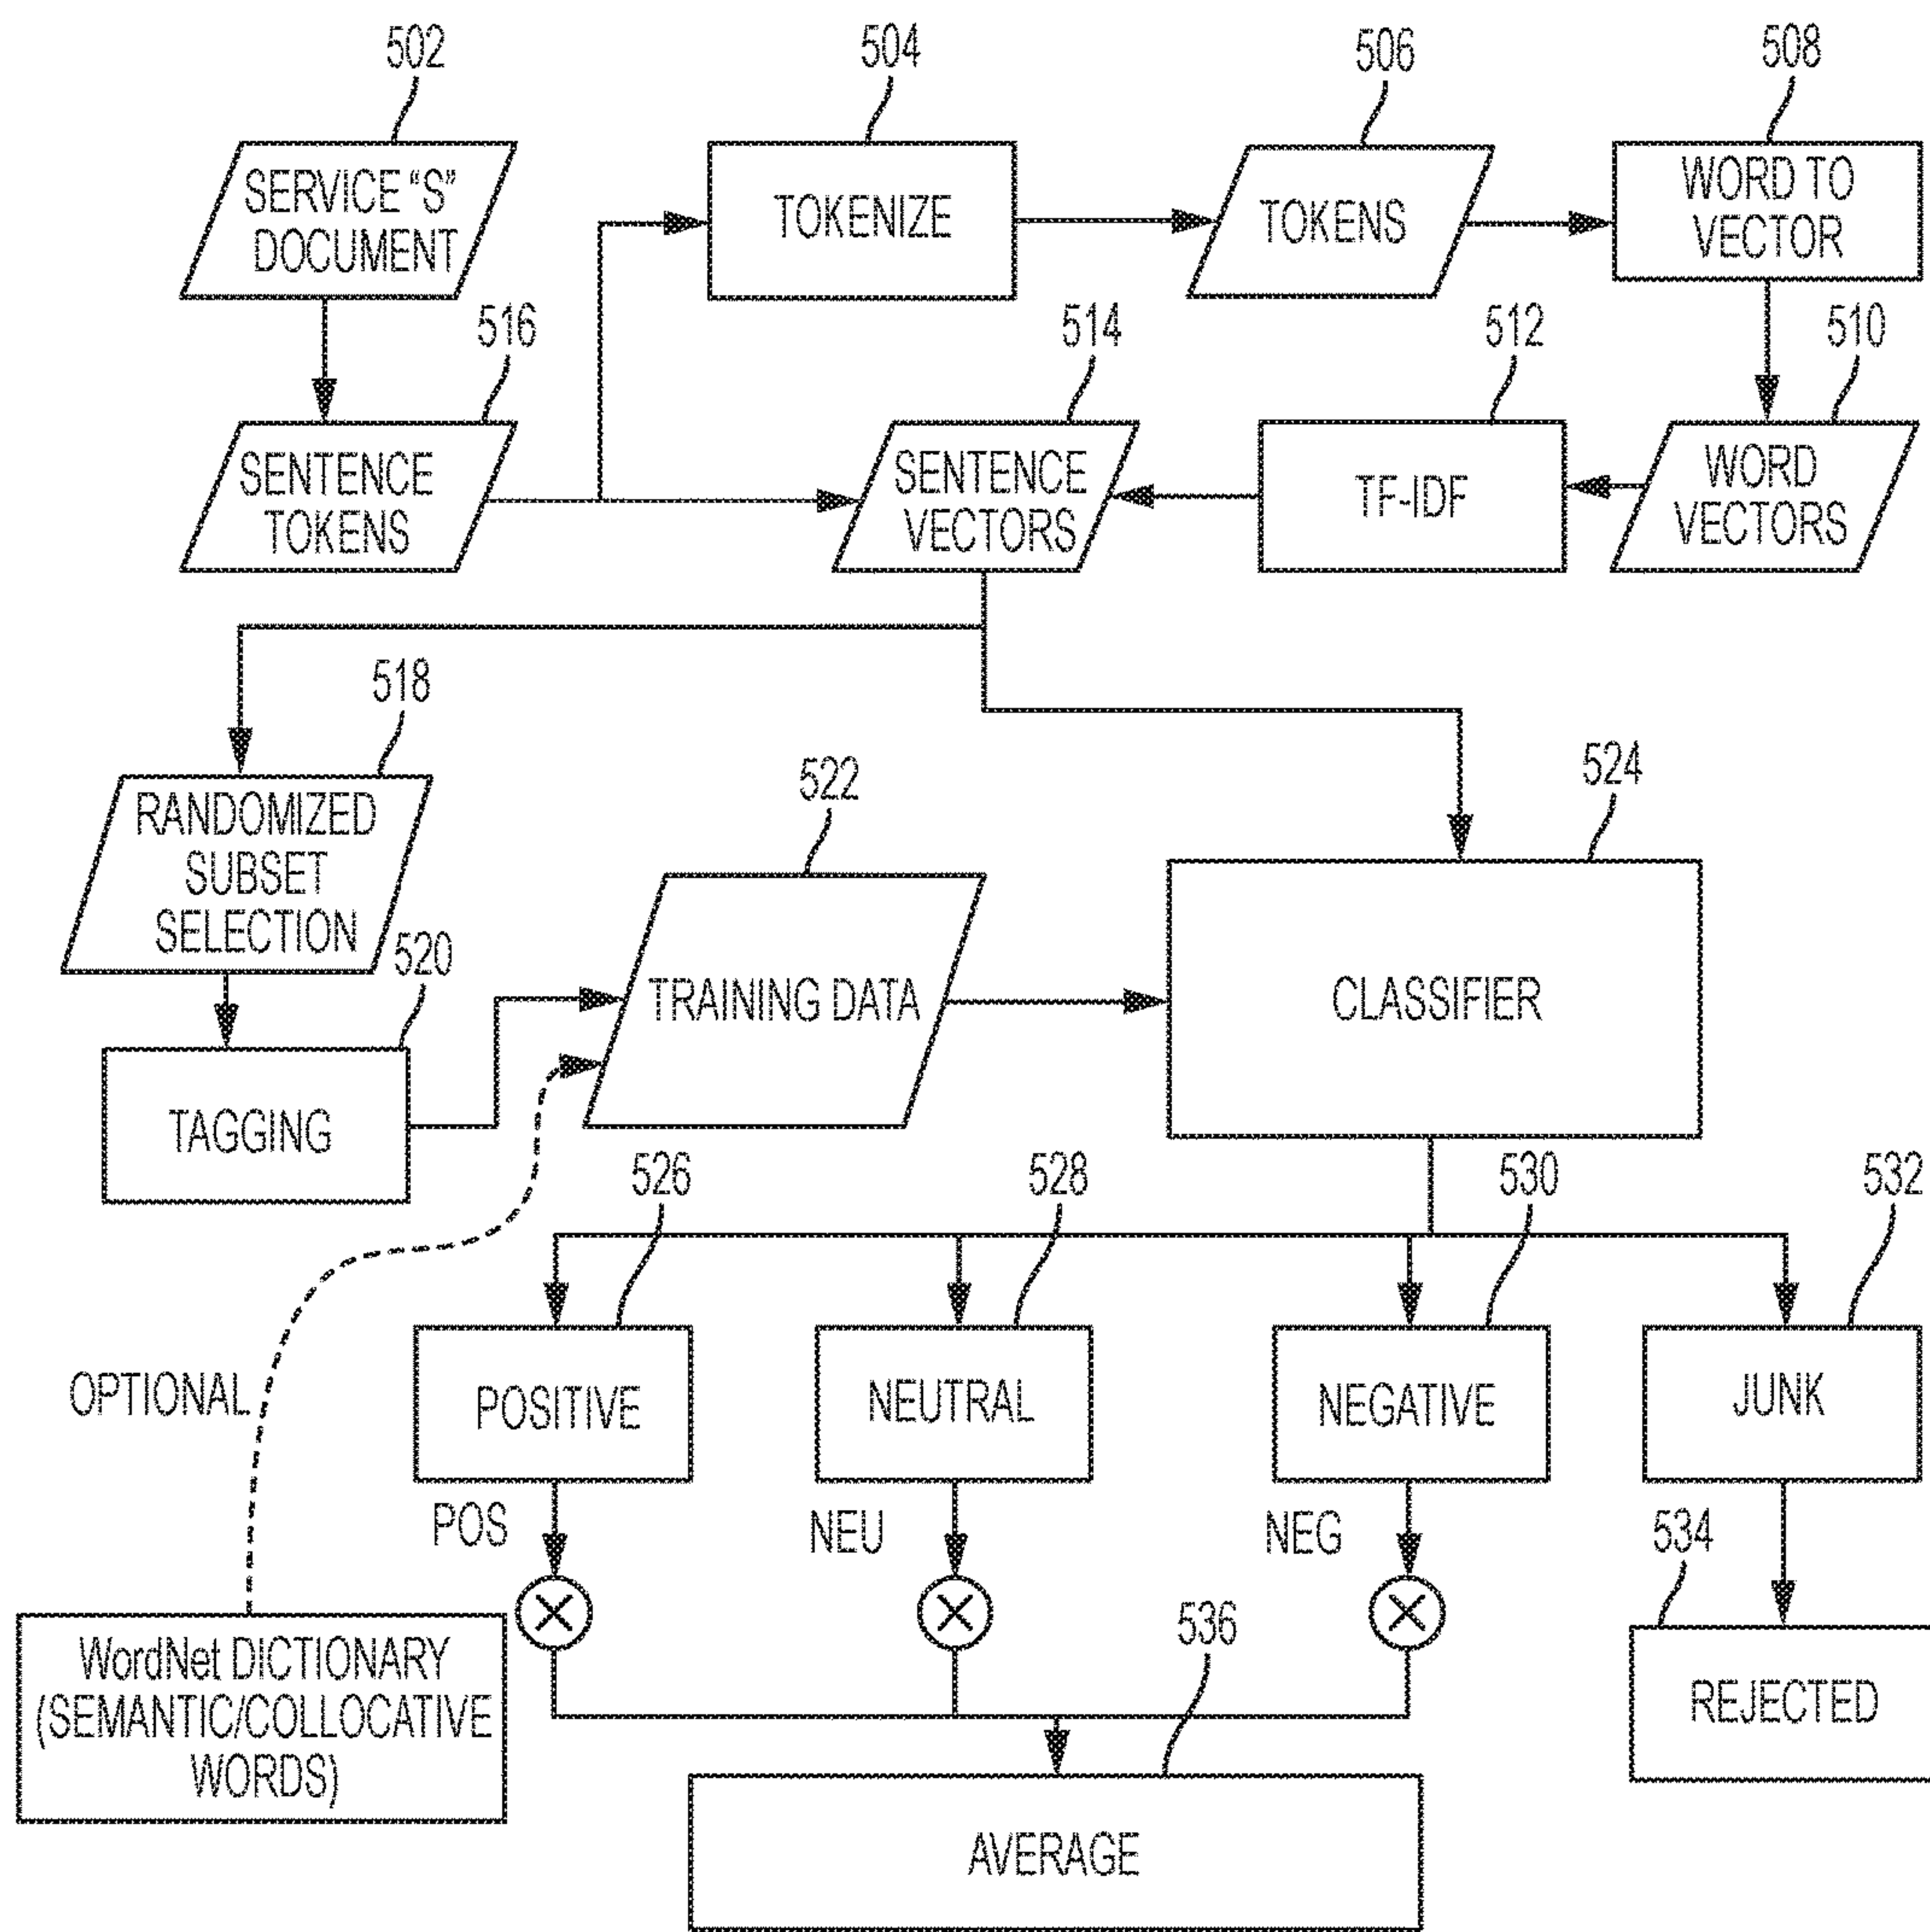 502
504
506
508
SERVICE “S”
DOCUMENT
TOKENIZE
TOKENS
WORD TO
VECTOR
516
514
512
510
SENTENCE
TOKENS
SENTENCE
VECTORS
TF-IDF
WORD
VECTORS
518
522
524
RANDOMIZED
SUBSET
SELECTION
520
TRAINING DATA
CLASSIFIER
TAGGING
526
528
530
532
OPTIONAL
POSITIVE
NEUTRAL
NEGATIVE
JUNK
POS
NEU
NEG
534
536
WordNet DICTIONARY
(SEMANTIC/COLLOCATIVE
WORDS)
REJECTED
AVERAGE